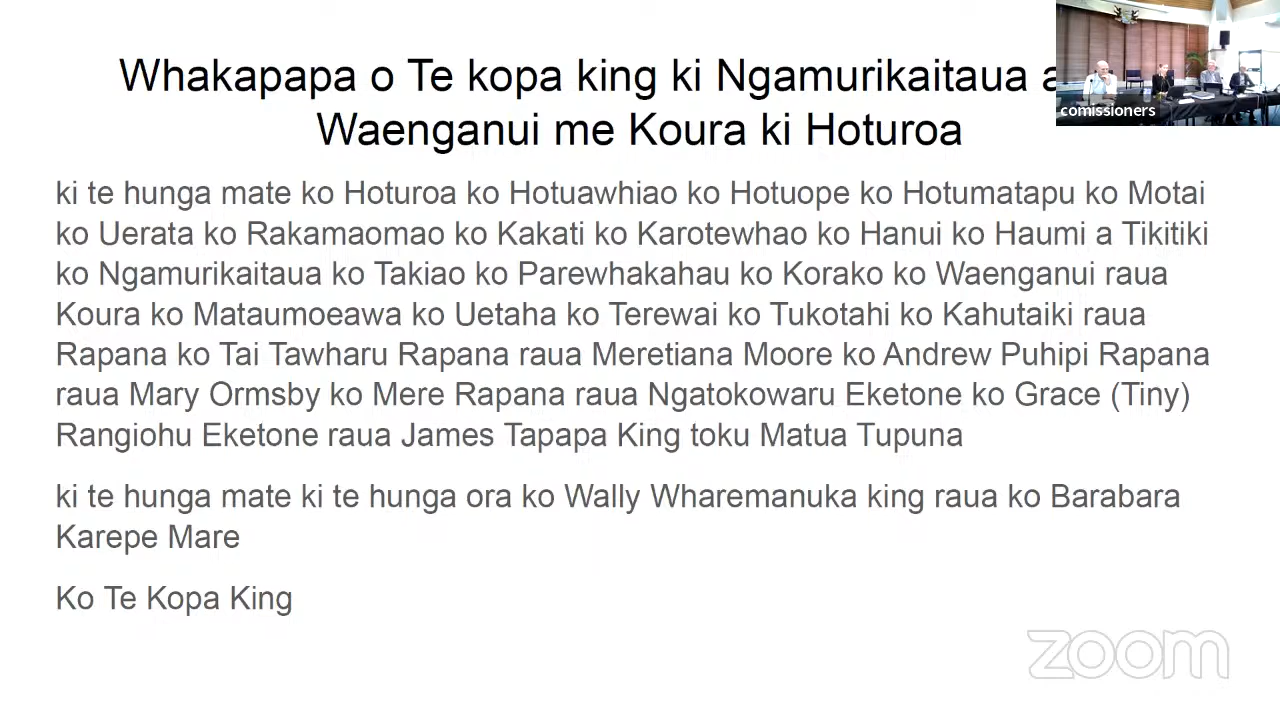 Whakapapa o Te kopa king ki Ngamurikaitaua a
Waenganui me Koura ki Hoturoa
comissioners
ki te hunga mate ko Hoturoa ko Hotuawhiao ko Hotuope ko Hotumatapu ko Motai
ko Uerata ko Rakamaomao ko Kakati ko Karotewhao ko Hanui ko Haumi a Tikitiki
ko Ngamurikaitaua ko Takiao ko Parewhakahau ko Korako ko Waenganui raua
Koura ko Mataumoeawa ko Uetaha ko Terewai ko Tukotahi ko Kahutaiki raua
Rapana ko Tai Tawharu Rapana raua Meretiana Moore ko Andrew Puhipi Rapana
raua Mary Ormsby ko Mere Rapana raua Ngatokowaru Eketone ko Grace (Tiny)
Rangiohu Eketone raua James Tapapa King toku Matua Tupuna
ki te hunga mate ki te hunga ora ko Wally Wharemanuka king raua ko Barabara
Karepe Mare
Ko Te Kopa King
zoom